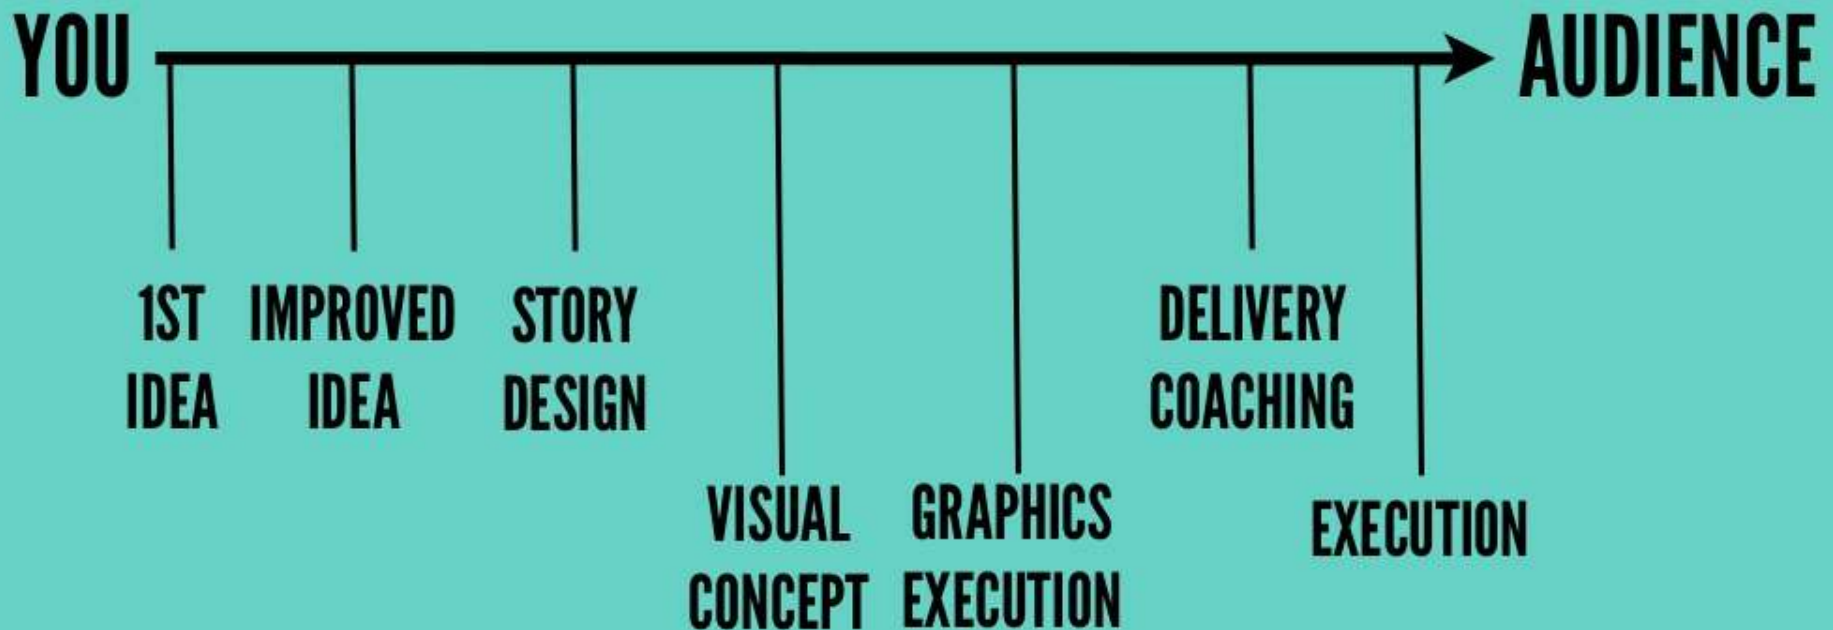 YOU
AUDIENCE
1ST
IDEA
IMPROVED
IDEA
STORY
DESIGN
VISUAL
CONCEPT
GRAPHICS
EXECUTION
DELIVERY
COACHING
EXECUTION